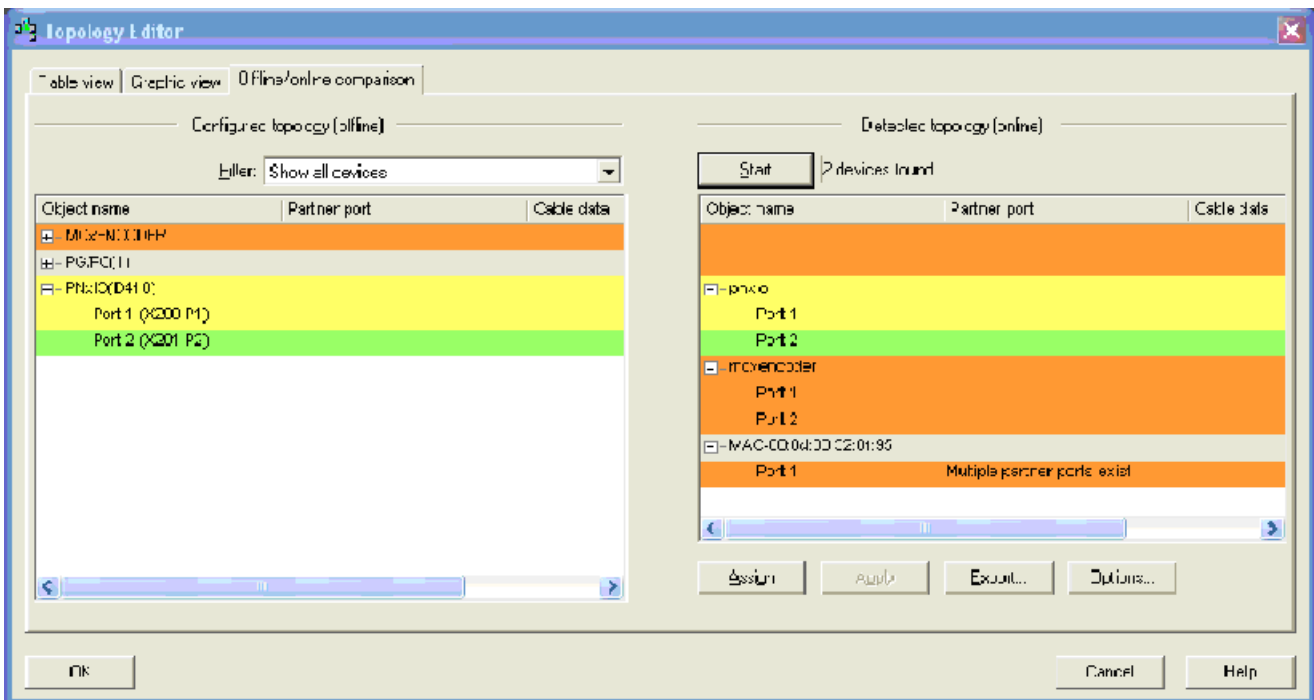 Topology Editor
Table view Graphic view Offline/online comparison
Configured topology (offline)
Filter: Show all devices
Object name Partner port Cable data
PG/PC(1)
PNxIO(D410)
Port 1 (X200 P1)
Port 2 (X201 P2)
Detected topology (online)
Start 2 devices found
Object name Partner port Cable data
pnxio
Port 1
Port 2
Port 1
Port 2
Port 1 Multiple partner ports exist
Assign Apply Export... Options...
OK Cancel Help